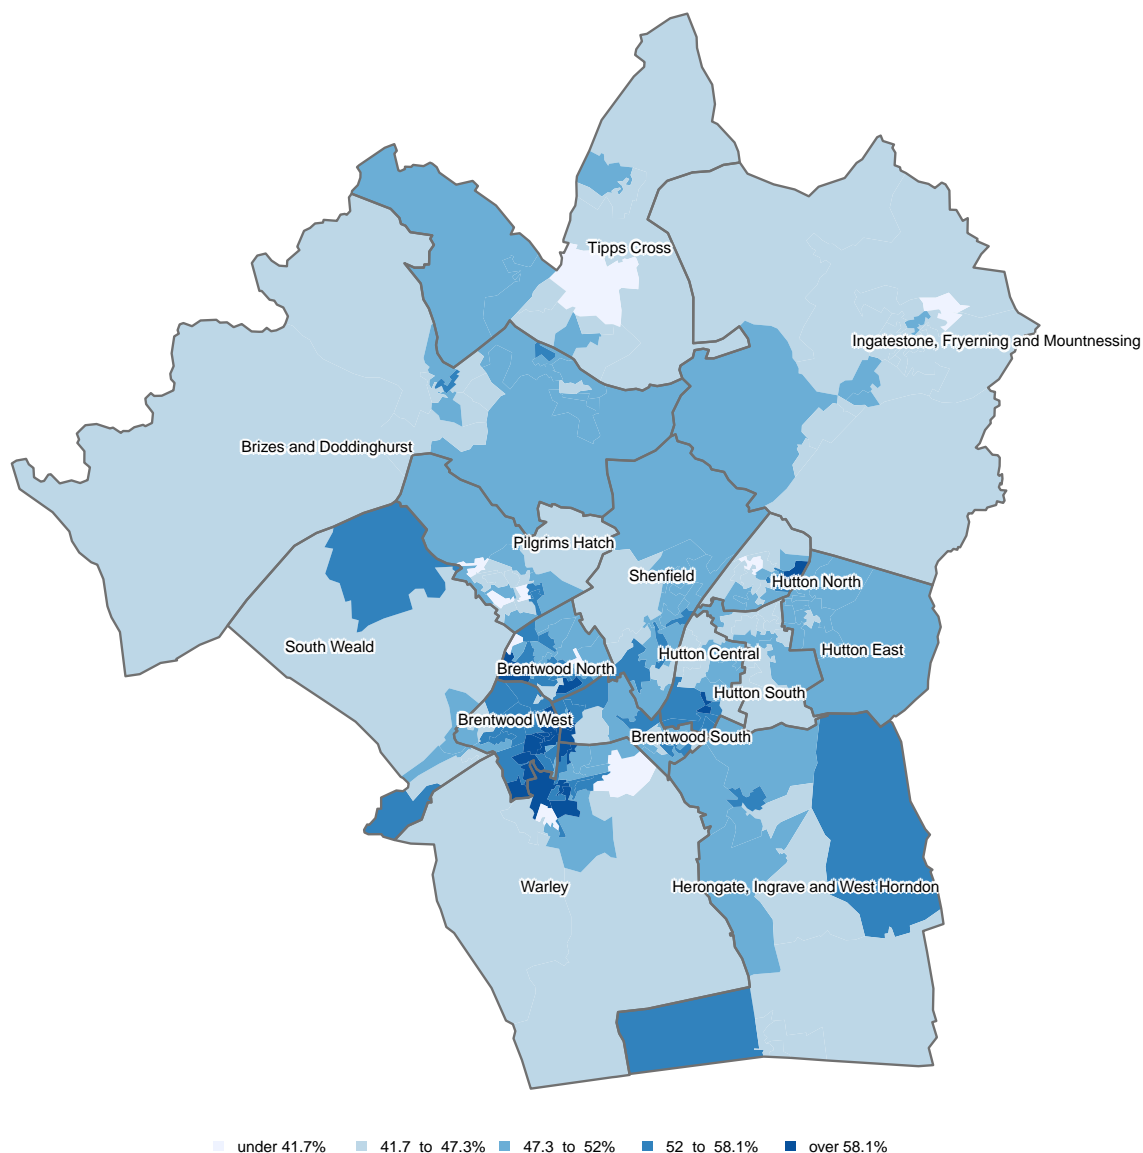 Tipps Cross
Ingatestone, Fryerning and Mountnessing
Brizes and Doddinghurst
Pilgrims Hatch
Shenfield
Hutton North
South Weald
Hutton Central
Hutton East
Brentwood North
Hutton South
Brentwood West
Brentwood South
Warley
Herongate, Ingrave and West Horndon
under 41.7% 41.7 to 47.3% 47.3 to 52% 52 to 58.1% over 58.1%